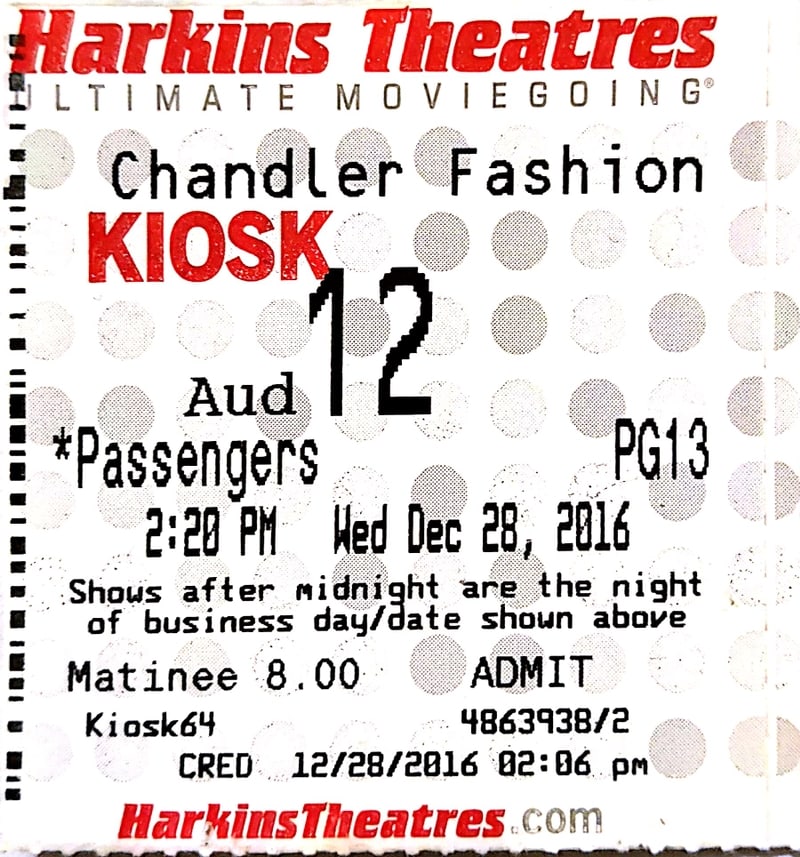 Harkins Theatres
ULTIMATE MOVIEGOING®
Chandler Fashion
KIOSK
Aud 12
*Passengers PG13
2:20 PM Wed Dec 28, 2016
Shows after midnight are the night
of business day/date shown above
Matinee 8.00 ADMIT
Kiosk64 4863938/2
CRED 12/28/2016 02:06 pm
HarkinsTheatres.com